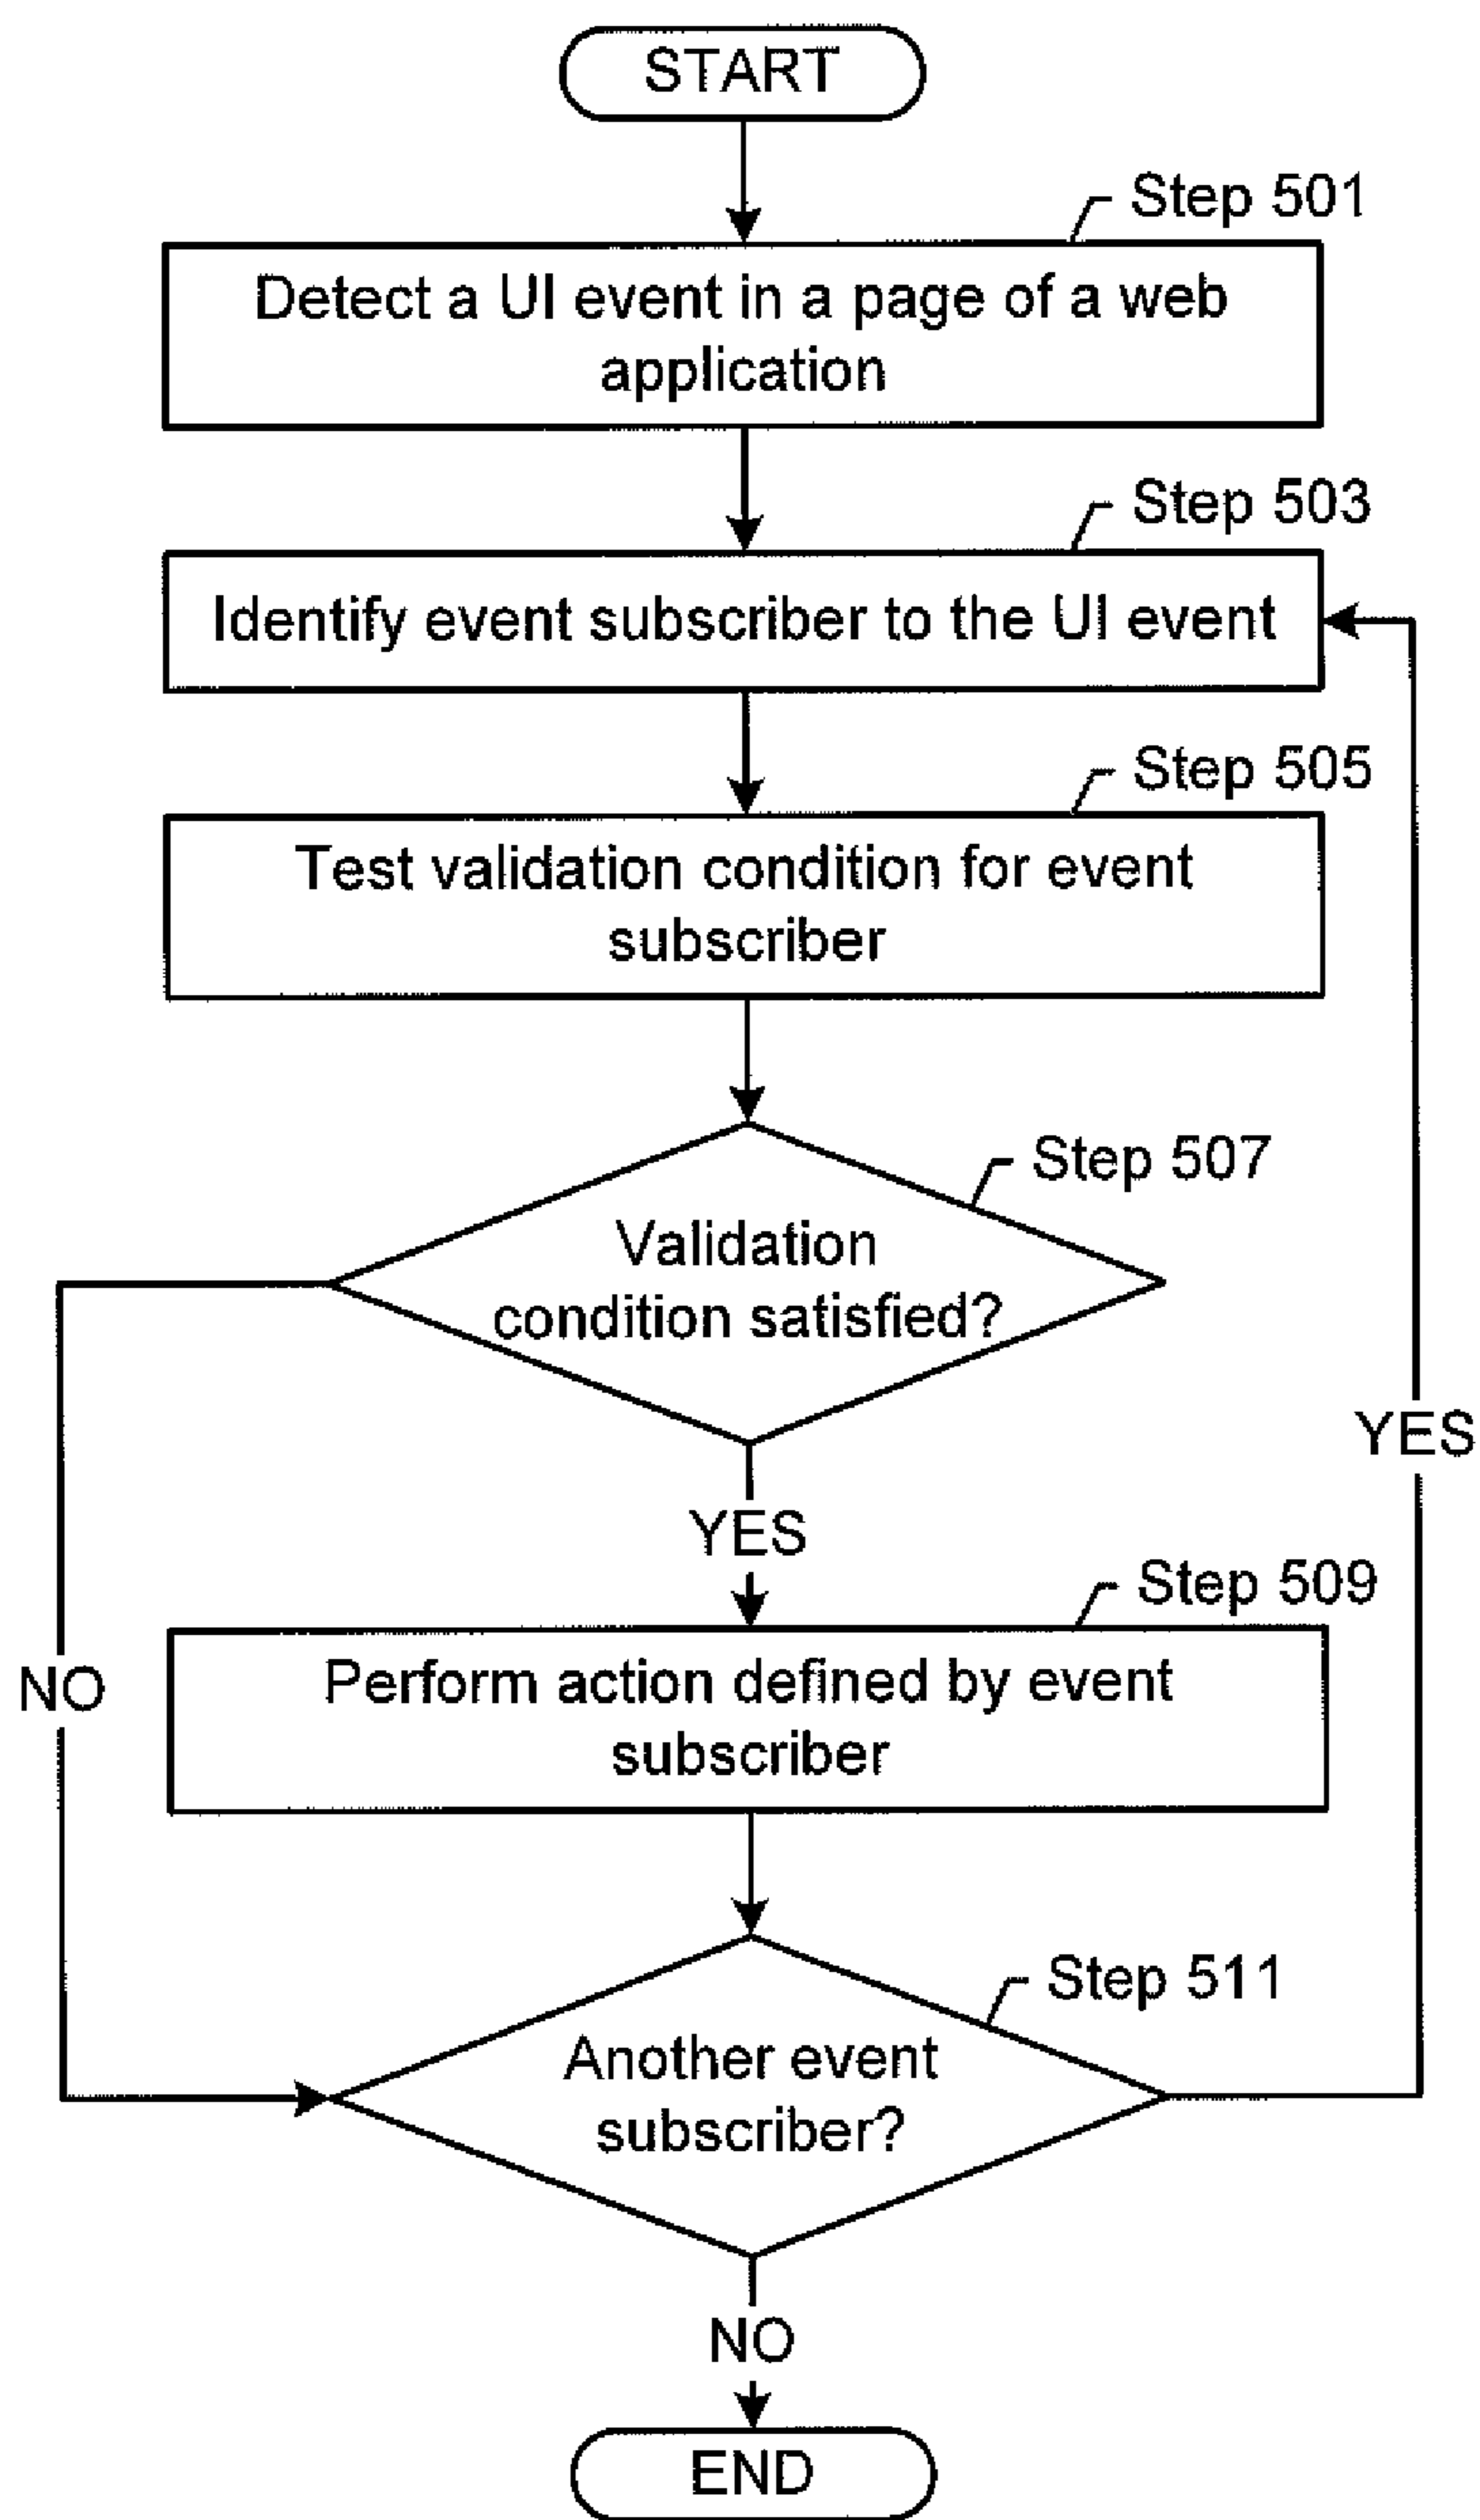 START
Step 501
Detect a UI event in a page of a web
application
Step 503
Identify event subscriber to the UI event
Step 505
Test validation condition for event
subscriber
Step 507
Validation
condition satisfied?
YES
YES
Step 509
NO
Perform action defined by event
subscriber
Step 511
Another event
subscriber?
NO
END